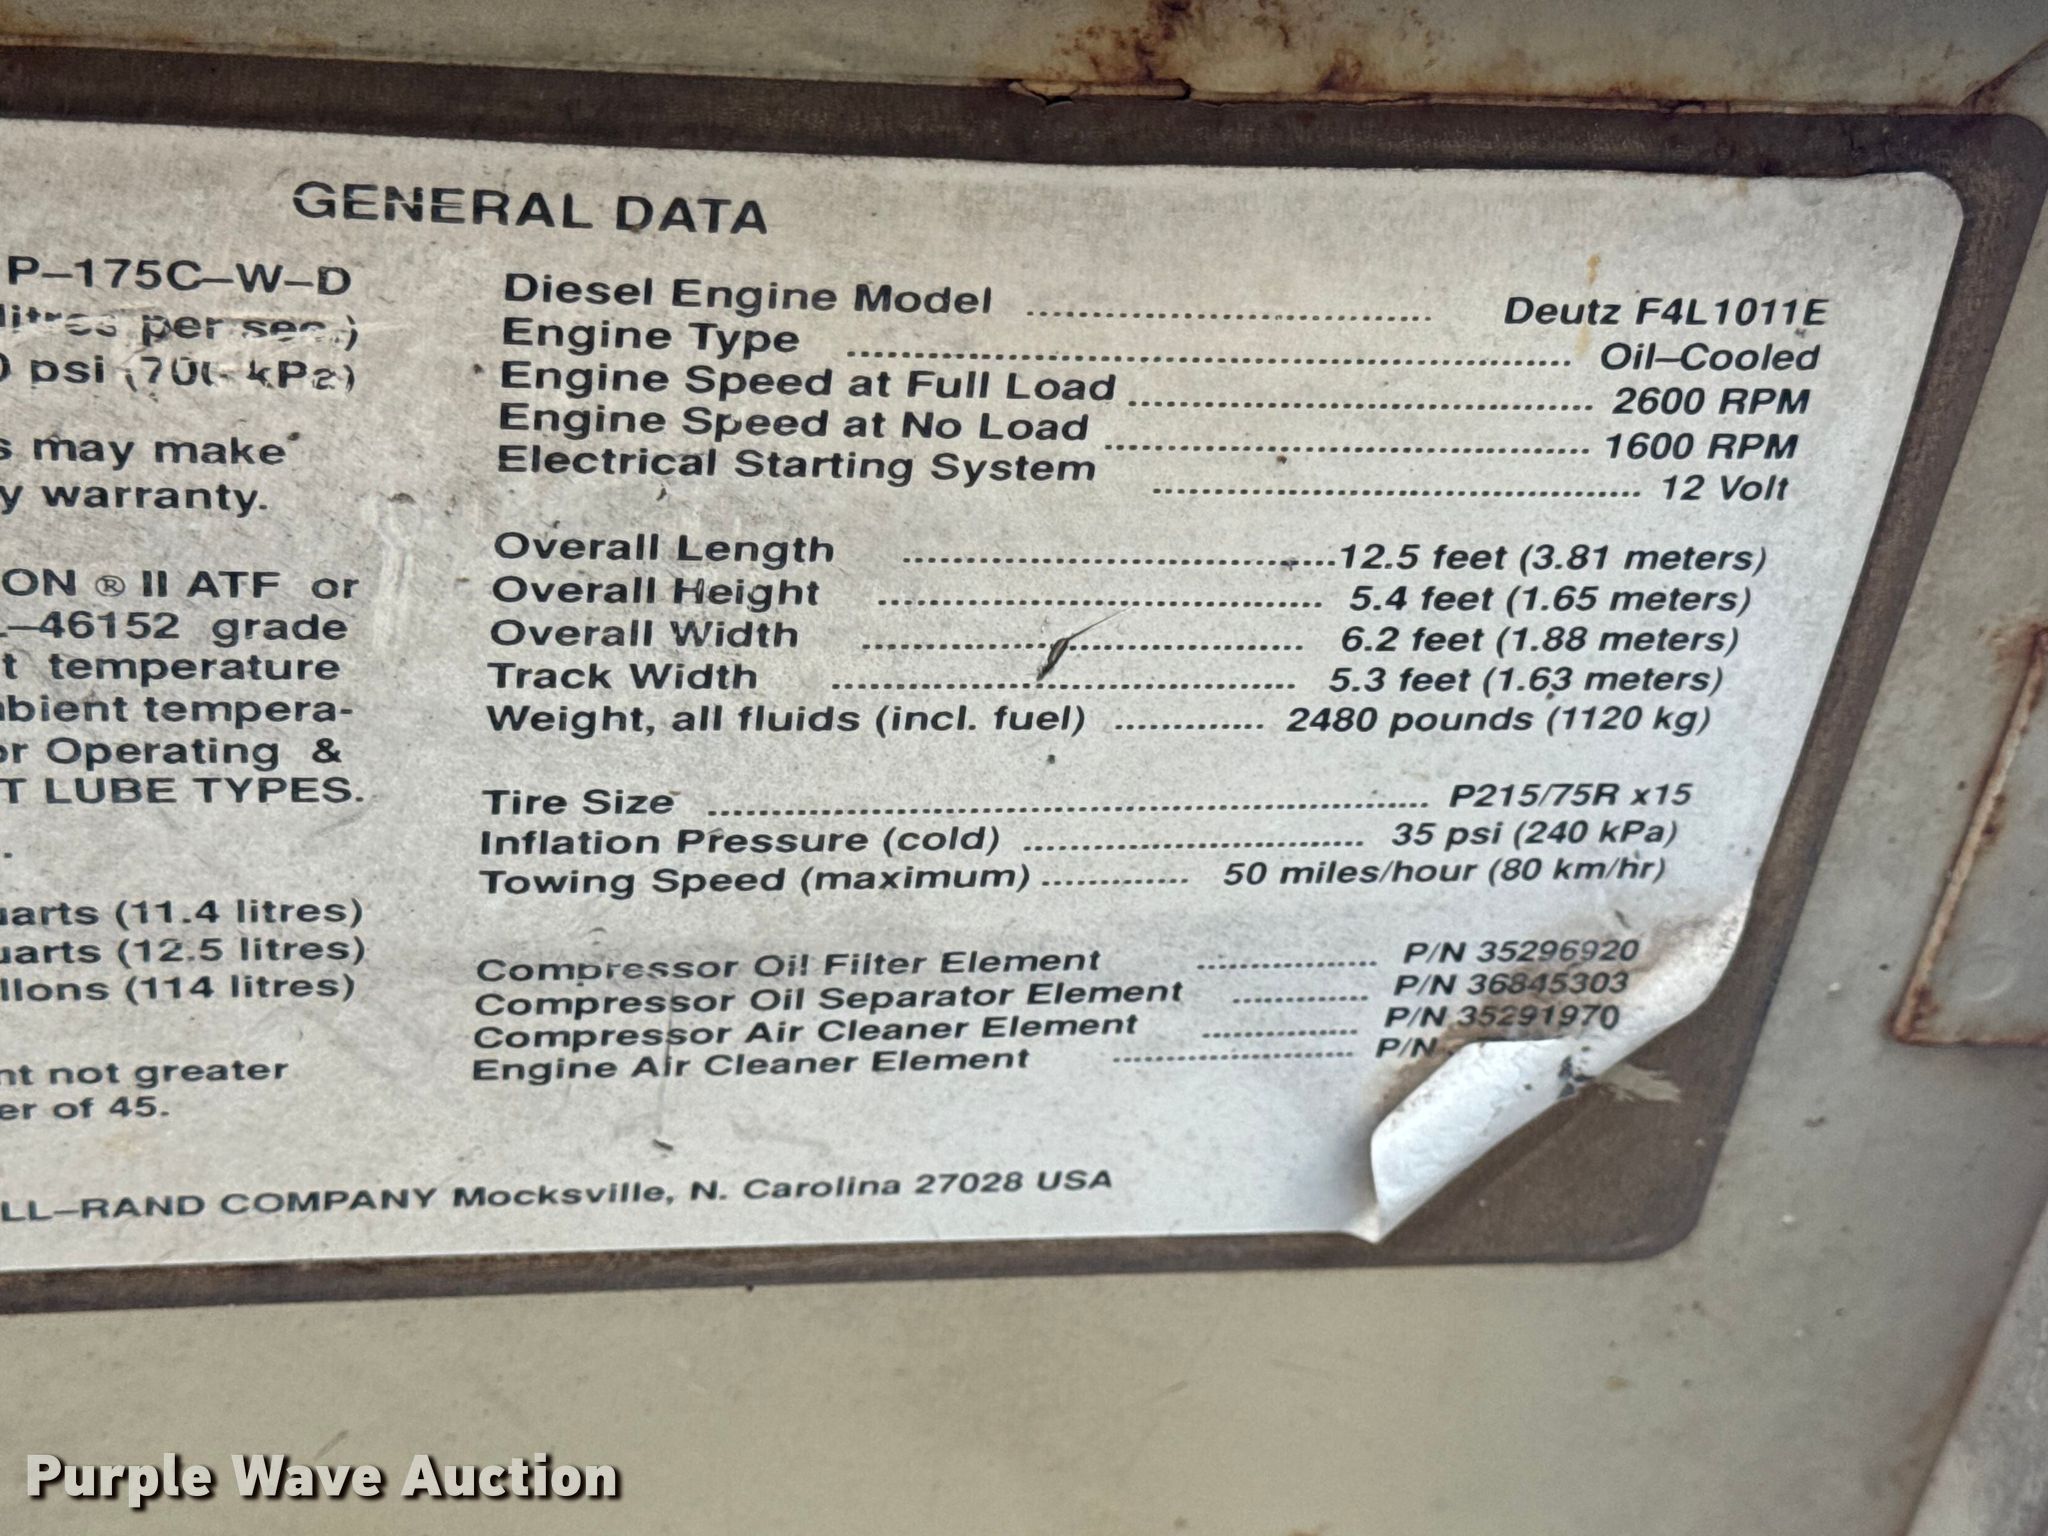 GENERAL DATA
P–175C–W–D
litres per sec.)
psi (700 kPa)
may make
warranty.
ON ® II ATF or
–46152 grade
temperature
tempera-
Operating &
LUBE TYPES.
(11.4 litres)
(12.5 litres)
(114 litres)
not greater
of 45.
Diesel Engine Model ........ Deutz F4L1011E
Engine Type ........ Oil–Cooled
Engine Speed at Full Load ........ 2600 RPM
Engine Speed at No Load ........ 1600 RPM
Electrical Starting System ........ 12 Volt
Overall Length ........ 12.5 feet (3.81 meters)
Overall Height ........ 5.4 feet (1.65 meters)
Overall Width ........ 6.2 feet (1.88 meters)
Track Width ........ 5.3 feet (1.63 meters)
Weight, all fluids (incl. fuel) ........ 2480 pounds (1120 kg)
Tire Size ........ P215/75R x15
Inflation Pressure (cold) ........ 35 psi (240 kPa)
Towing Speed (maximum) ........ 50 miles/hour (80 km/hr)
Compressor Oil Filter Element ........ P/N 35296920
Compressor Oil Separator Element ........ P/N 36845303
Compressor Air Cleaner Element ........ P/N 35291970
Engine Air Cleaner Element ........ P/N
LL–RAND COMPANY Mocksville, N. Carolina 27028 USA
Purple Wave Auction